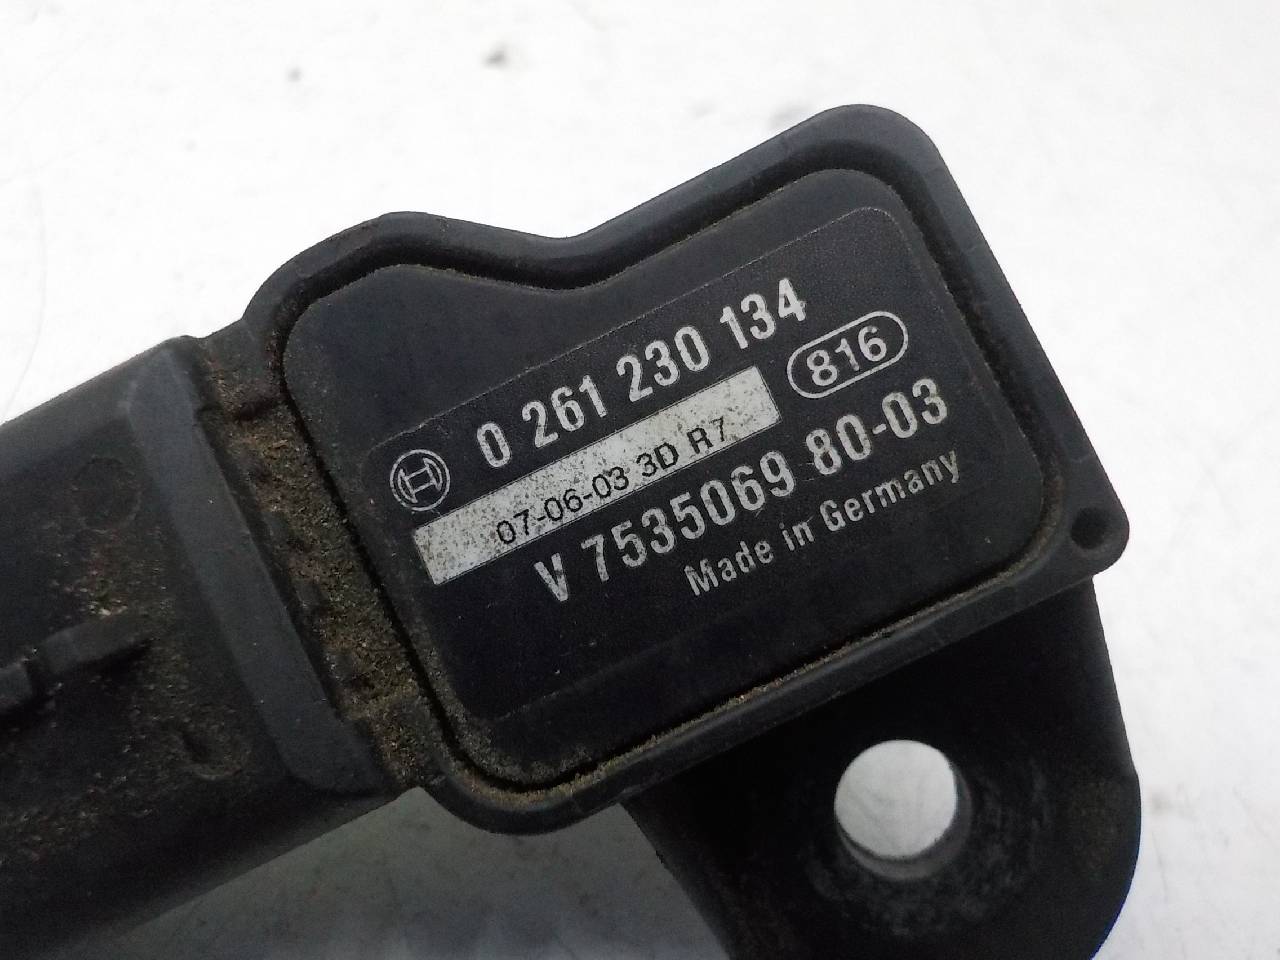 0 261 230 134
816
07-06-03 3D R7
V 7535069 80-03
Made in Germany